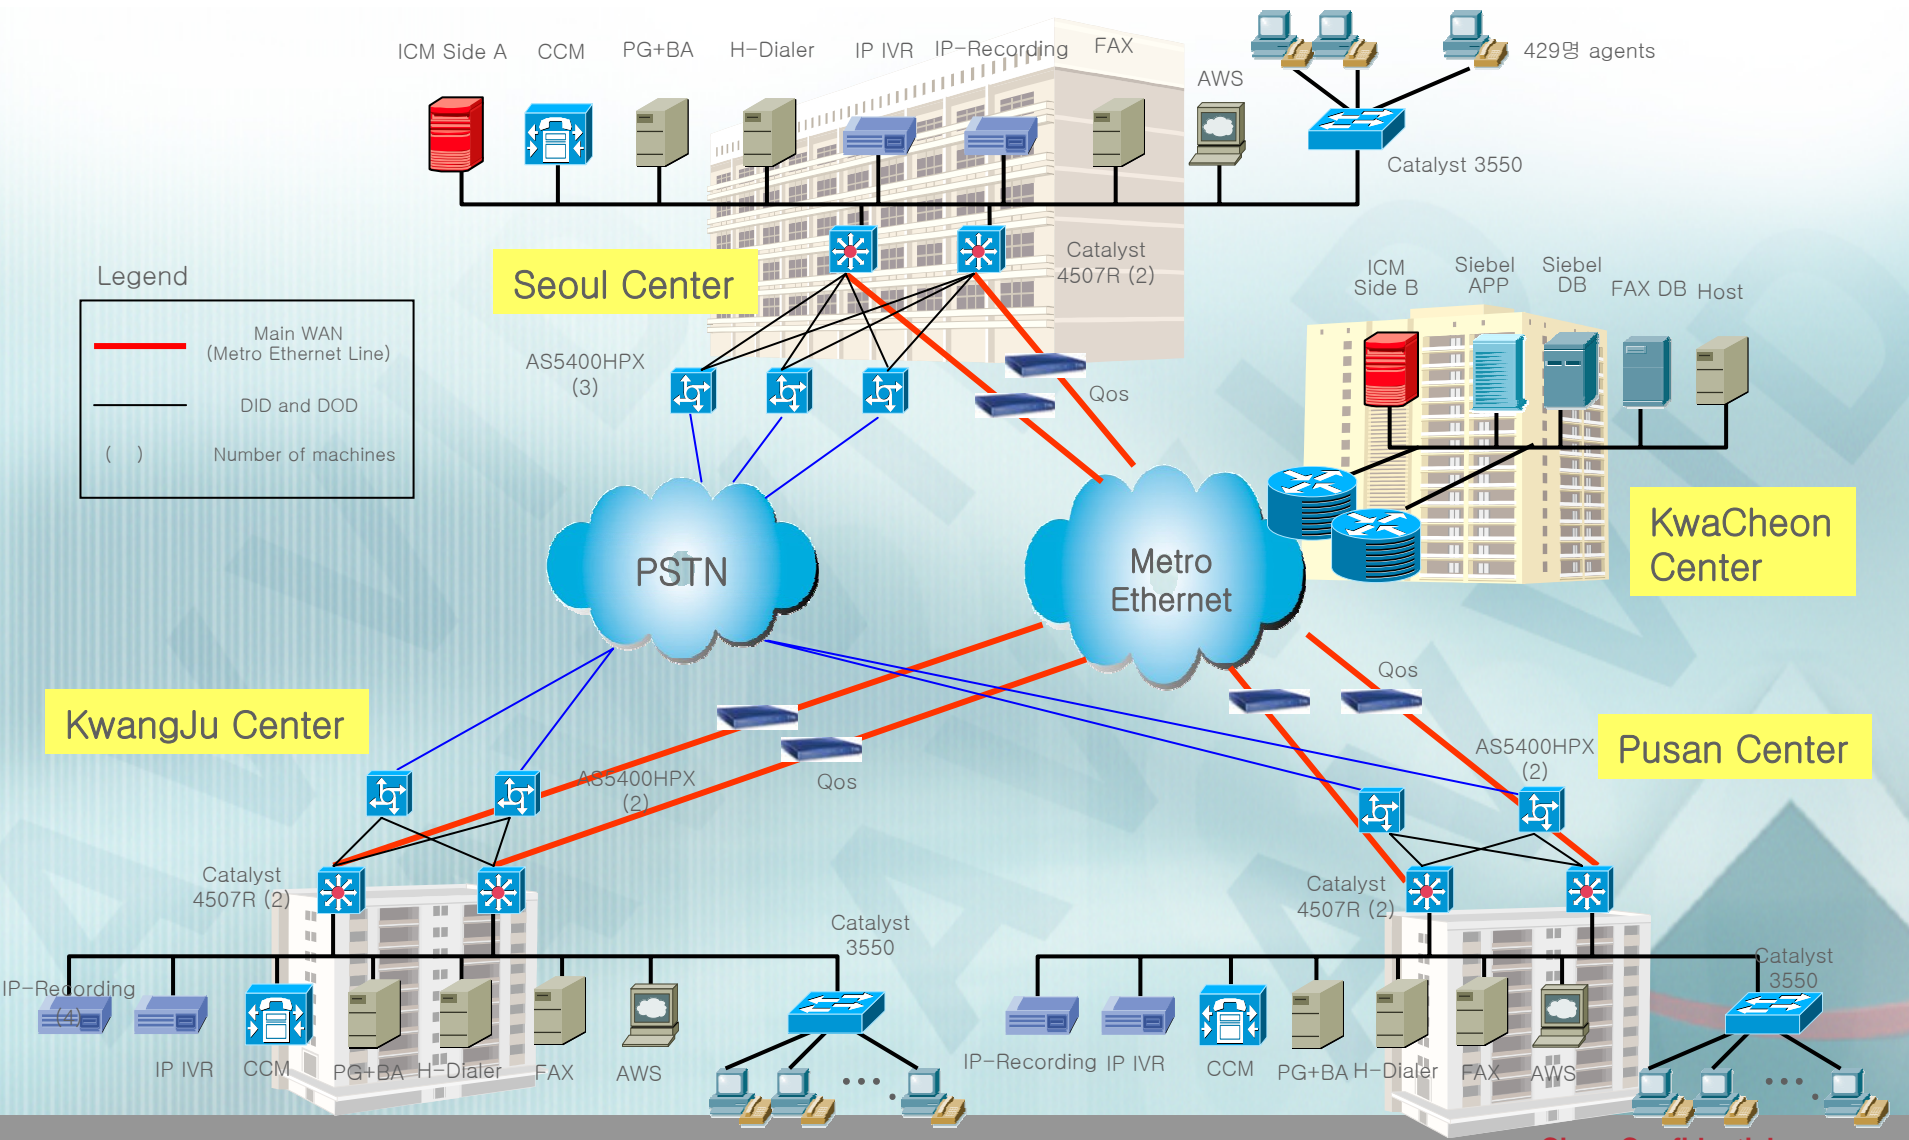 ICM Side A
CCM
PG+BA
H-Dialer
IP IVR
IP-Recording
FAX
AWS
429명 agents
Catalyst 3550
Seoul Center
Catalyst
4507R (2)
Legend
Main WAN
(Metro Ethernet Line)
DID and DOD
( )
Number of machines
AS5400HPX
(3)
Qos
ICM
Side B
Siebel
APP
Siebel
DB
FAX DB
Host
KwaCheon
Center
PSTN
Metro
Ethernet
KwangJu Center
AS5400HPX
(2)
Qos
Qos
AS5400HPX
(2)
Pusan Center
Catalyst
4507R (2)
Catalyst
3550
IP-Recording
(4)
IP IVR
CCM
PG+BA
H-Dialer
FAX
AWS
Catalyst
4507R (2)
Catalyst
3550
IP-Recording
IP IVR
CCM
PG+BA
H-Dialer
FAX
AWS